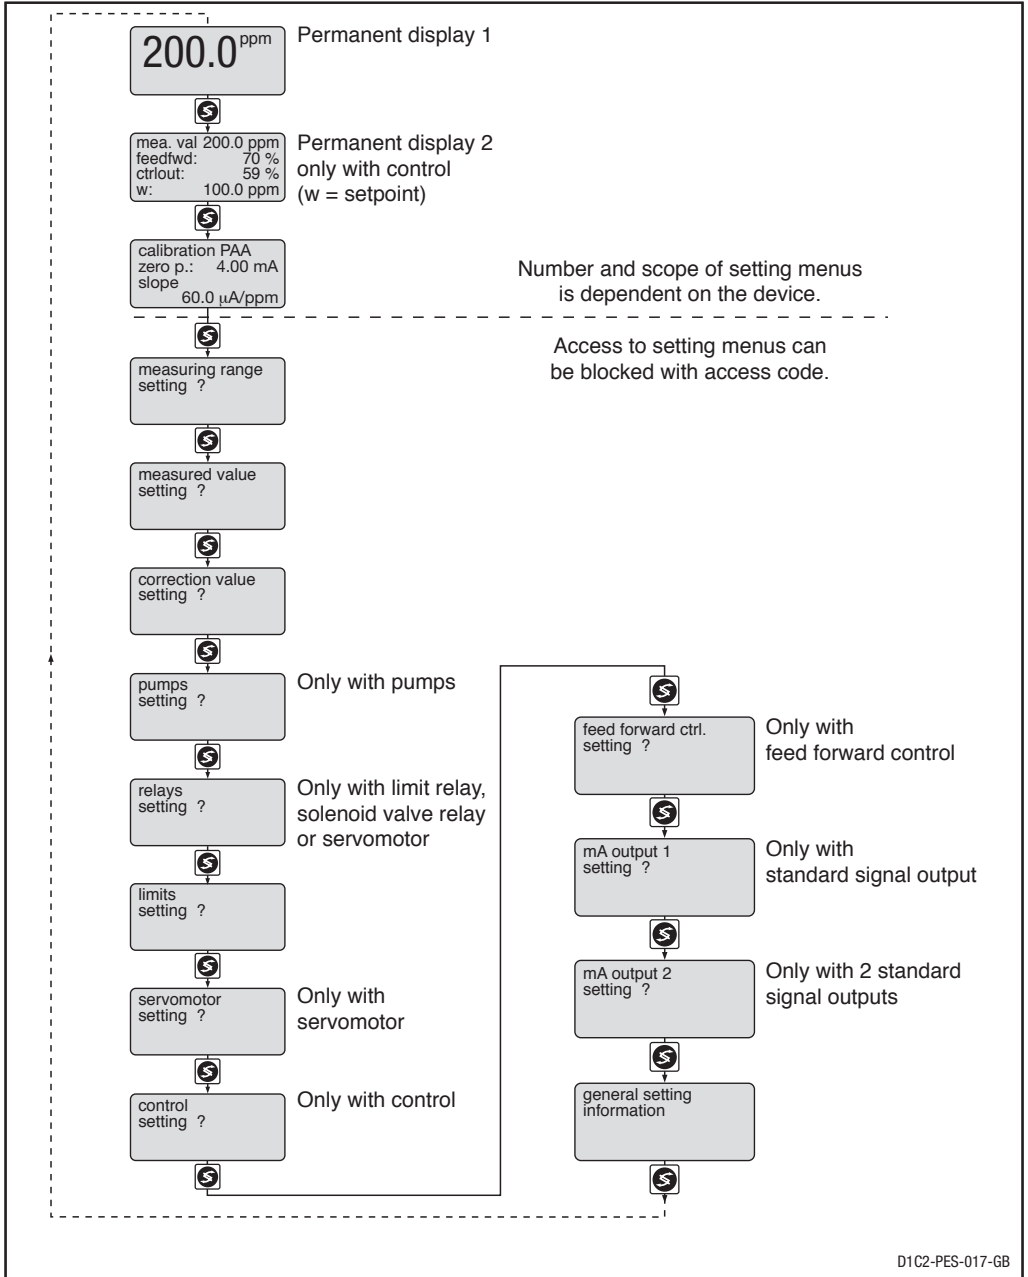 200.0 ppm
Permanent display 1
mea. val 200.0 ppm
feedfwd: 70 %
ctrlout: 59 %
w: 100.0 ppm
Permanent display 2
only with control
(w = setpoint)
calibration PAA
zero p.: 4.00 mA
slope
60.0 µA/ppm
Number and scope of setting menus
is dependent on the device.
Access to setting menus can
be blocked with access code.
measuring range
setting ?
measured value
setting ?
correction value
setting ?
pumps
setting ?
Only with pumps
relays
setting ?
Only with limit relay,
solenoid valve relay
or servomotor
limits
setting ?
servomotor
setting ?
Only with
servomotor
control
setting ?
Only with control
feed forward ctrl.
setting ?
Only with
feed forward control
mA output 1
setting ?
Only with
standard signal output
mA output 2
setting ?
Only with 2 standard
signal outputs
general setting
information
D1C2-PES-017-GB